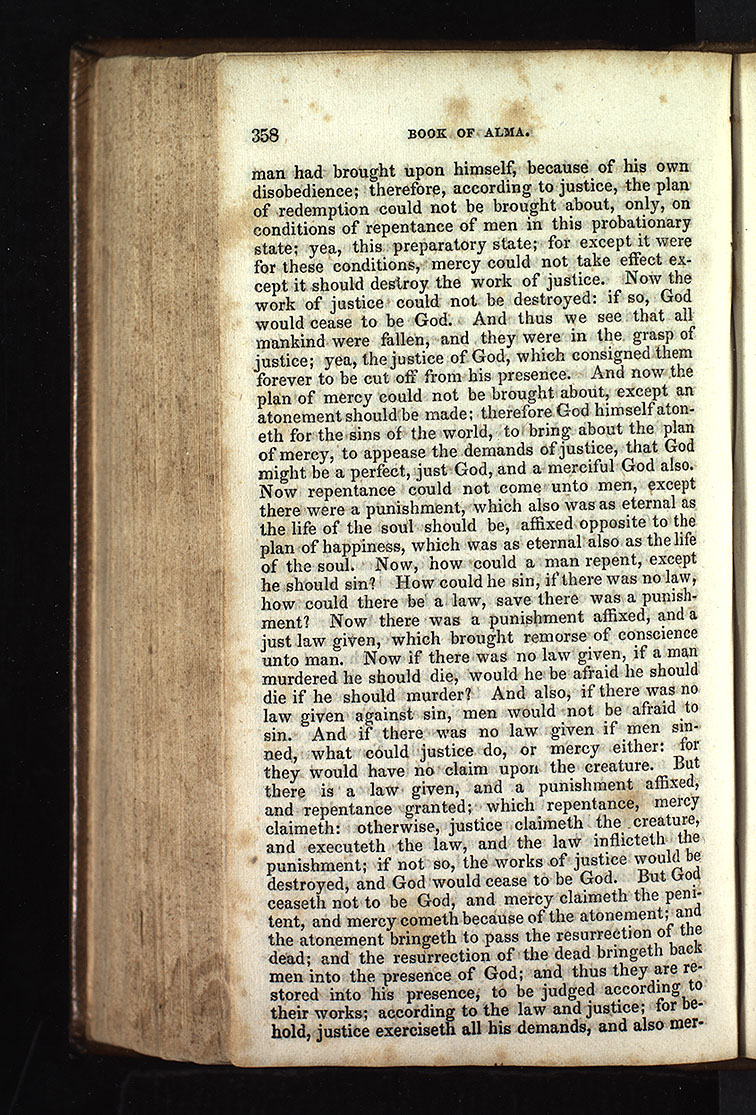 358
BOOK OF ALMA.
man had brought upon himself, because of his own
disobedience; therefore, according to justice, the plan
of redemption could not be brought about, only, on
conditions of repentance of men in this probationary
state; yea, this preparatory state; for except it were
for these conditions, mercy could not take effect ex-
cept it should destroy the work of justice. Now the
work of justice could not be destroyed: if so, God
would cease to be God. And thus we see that all
mankind were fallen, and they were in the grasp of
justice; yea, the justice of God, which consigned them
forever to be cut off from his presence. And now the
plan of mercy could not be brought about, except an
atonement should be made; therefore God himself aton-
eth for the sins of the world, to bring about the plan
of mercy, to appease the demands of justice, that God
might be a perfect, just God, and a merciful God also.
Now repentance could not come unto men, except
there were a punishment, which also was as eternal as
the life of the soul should be, affixed opposite to the
plan of happiness, which was as eternal also as the life
of the soul. Now, how could a man repent, except
he should sin? How could he sin, if there was no law,
how could there be a law, save there was a punish-
ment? Now there was a punishment affixed, and a
just law given, which brought remorse of conscience
unto man. Now if there was no law given, if a man
murdered he should die, would he be afraid he should
die if he should murder? And also, if there was no
law given against sin, men would not be afraid to
sin. And if there was no law given if men sin-
ned, what could justice do, or mercy either: for
they would have no claim upon the creature. But
there is a law given, and a punishment affixed,
and repentance granted; which repentance, mercy
claimeth: otherwise, justice claimeth the creature,
and executeth the law, and the law inflicteth the
punishment; if not so, the works of justice would be
destroyed, and God would cease to be God. But God
ceaseth not to be God, and mercy claimeth the peni-
tent, and mercy cometh because of the atonement; and
the atonement bringeth to pass the resurrection of the
dead; and the resurrection of the dead bringeth back
men into the presence of God; and thus they are re-
stored into his presence, to be judged according to
their works; according to the law and justice; for be-
hold, justice exerciseth all his demands, and also mer-